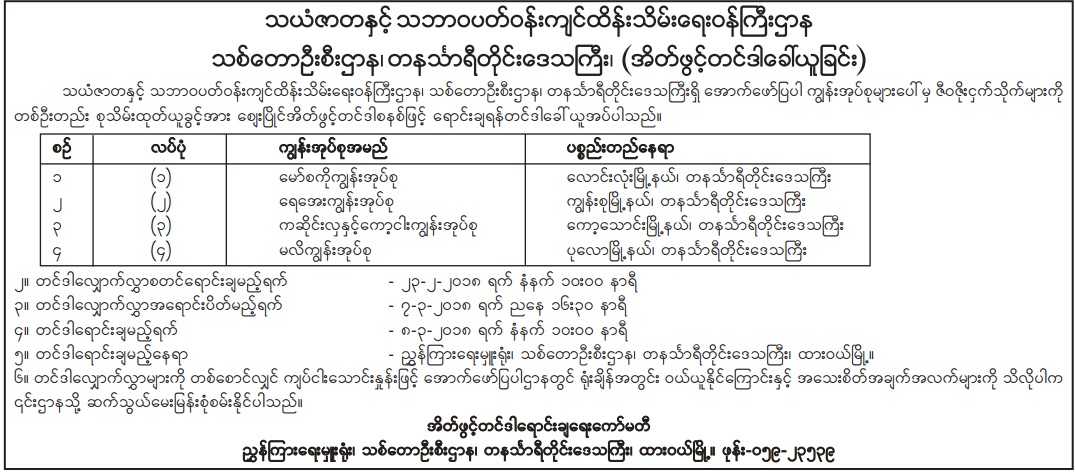 သယံဇာတနှင့် သဘာဝပတ်ဝန်းကျင်ထိန်းသိမ်းရေးဝန်ကြီးဌာန
သစ်တောဦးစီးဌာန၊ တနင်္သာရီတိုင်းဒေသကြီး၊ (အိတ်ဖွင့်တင်ဒါခေါ်ယူခြင်း)
သယံဇာတနှင့် သဘာဝပတ်ဝန်းကျင်ထိန်းသိမ်းရေးဝန်ကြီးဌာန၊ သစ်တောဦးစီးဌာန၊ တနင်္သာရီတိုင်းဒေသကြီးရှိ အောက်ဖော်ပြပါ ကျွန်းအုပ်စုများပေါ်မှ ဇီဝဇိုးငှက်သိုက်များကို
တစ်ဦးတည်း စုသိမ်းထုတ်ယူခွင့်အား ဈေးပြိုင်အိတ်ဖွင့်တင်ဒါစနစ်ဖြင့် ရောင်းချရန်တင်ဒါခေါ်ယူအပ်ပါသည်။
စဉ် လပ်ပုံ ကျွန်းအုပ်စုအမည် ပစ္စည်းတည်နေရာ
၁ (၁) မော်စကိုကျွန်းအုပ်စု လောင်းလုံးမြို့နယ်၊ တနင်္သာရီတိုင်းဒေသကြီး
၂ (၂) ရေအေးကျွန်းအုပ်စု ကျွန်းစုမြို့နယ်၊ တနင်္သာရီတိုင်းဒေသကြီး
၃ (၃) ကဆိုင်းလှနှင့်ကော့ငါးကျွန်းအုပ်စု ကော့သောင်းမြို့နယ်၊ တနင်္သာရီတိုင်းဒေသကြီး
၄ (၄) မလိကျွန်းအုပ်စု ပုလောမြို့နယ်၊ တနင်္သာရီတိုင်းဒေသကြီး
၂။ တင်ဒါလျှောက်လွှာစတင်ရောင်းချမည့်ရက် - ၂၃-၂-၂၀၁၈ ရက် နံနက် ၁၀း၀၀ နာရီ
၃။ တင်ဒါလျှောက်လွှာအရောင်းပိတ်မည့်ရက် - ၇-၃-၂၀၁၈ ရက် ညနေ ၁၆း၃၀ နာရီ
၄။ တင်ဒါရောင်းချမည့်ရက် - ၈-၃-၂၀၁၈ ရက် နံနက် ၁၀း၀၀ နာရီ
၅။ တင်ဒါရောင်းချမည့်နေရာ - ညွှန်ကြားရေးမှူးရုံး၊ သစ်တောဦးစီးဌာန၊ တနင်္သာရီတိုင်းဒေသကြီး၊ ထားဝယ်မြို့။
၆။ တင်ဒါလျှောက်လွှာများကို တစ်စောင်လျှင် ကျပ်ငါးသောင်းနှုန်းဖြင့် အောက်ဖော်ပြပါဌာနတွင် ရုံးချိန်အတွင်း ဝယ်ယူနိုင်ကြောင်းနှင့် အသေးစိတ်အချက်အလက်များကို သိလိုပါက
၎င်းဌာနသို့ ဆက်သွယ်မေးမြန်းစုံစမ်းနိုင်ပါသည်။
အိတ်ဖွင့်တင်ဒါရောင်းချရေးကော်မတီ
ညွှန်ကြားရေးမှူးရုံး၊ သစ်တောဦးစီးဌာန၊ တနင်္သာရီတိုင်းဒေသကြီး၊ ထားဝယ်မြို့။ ဖုန်း-၀၅၉-၂၃၅၃၉